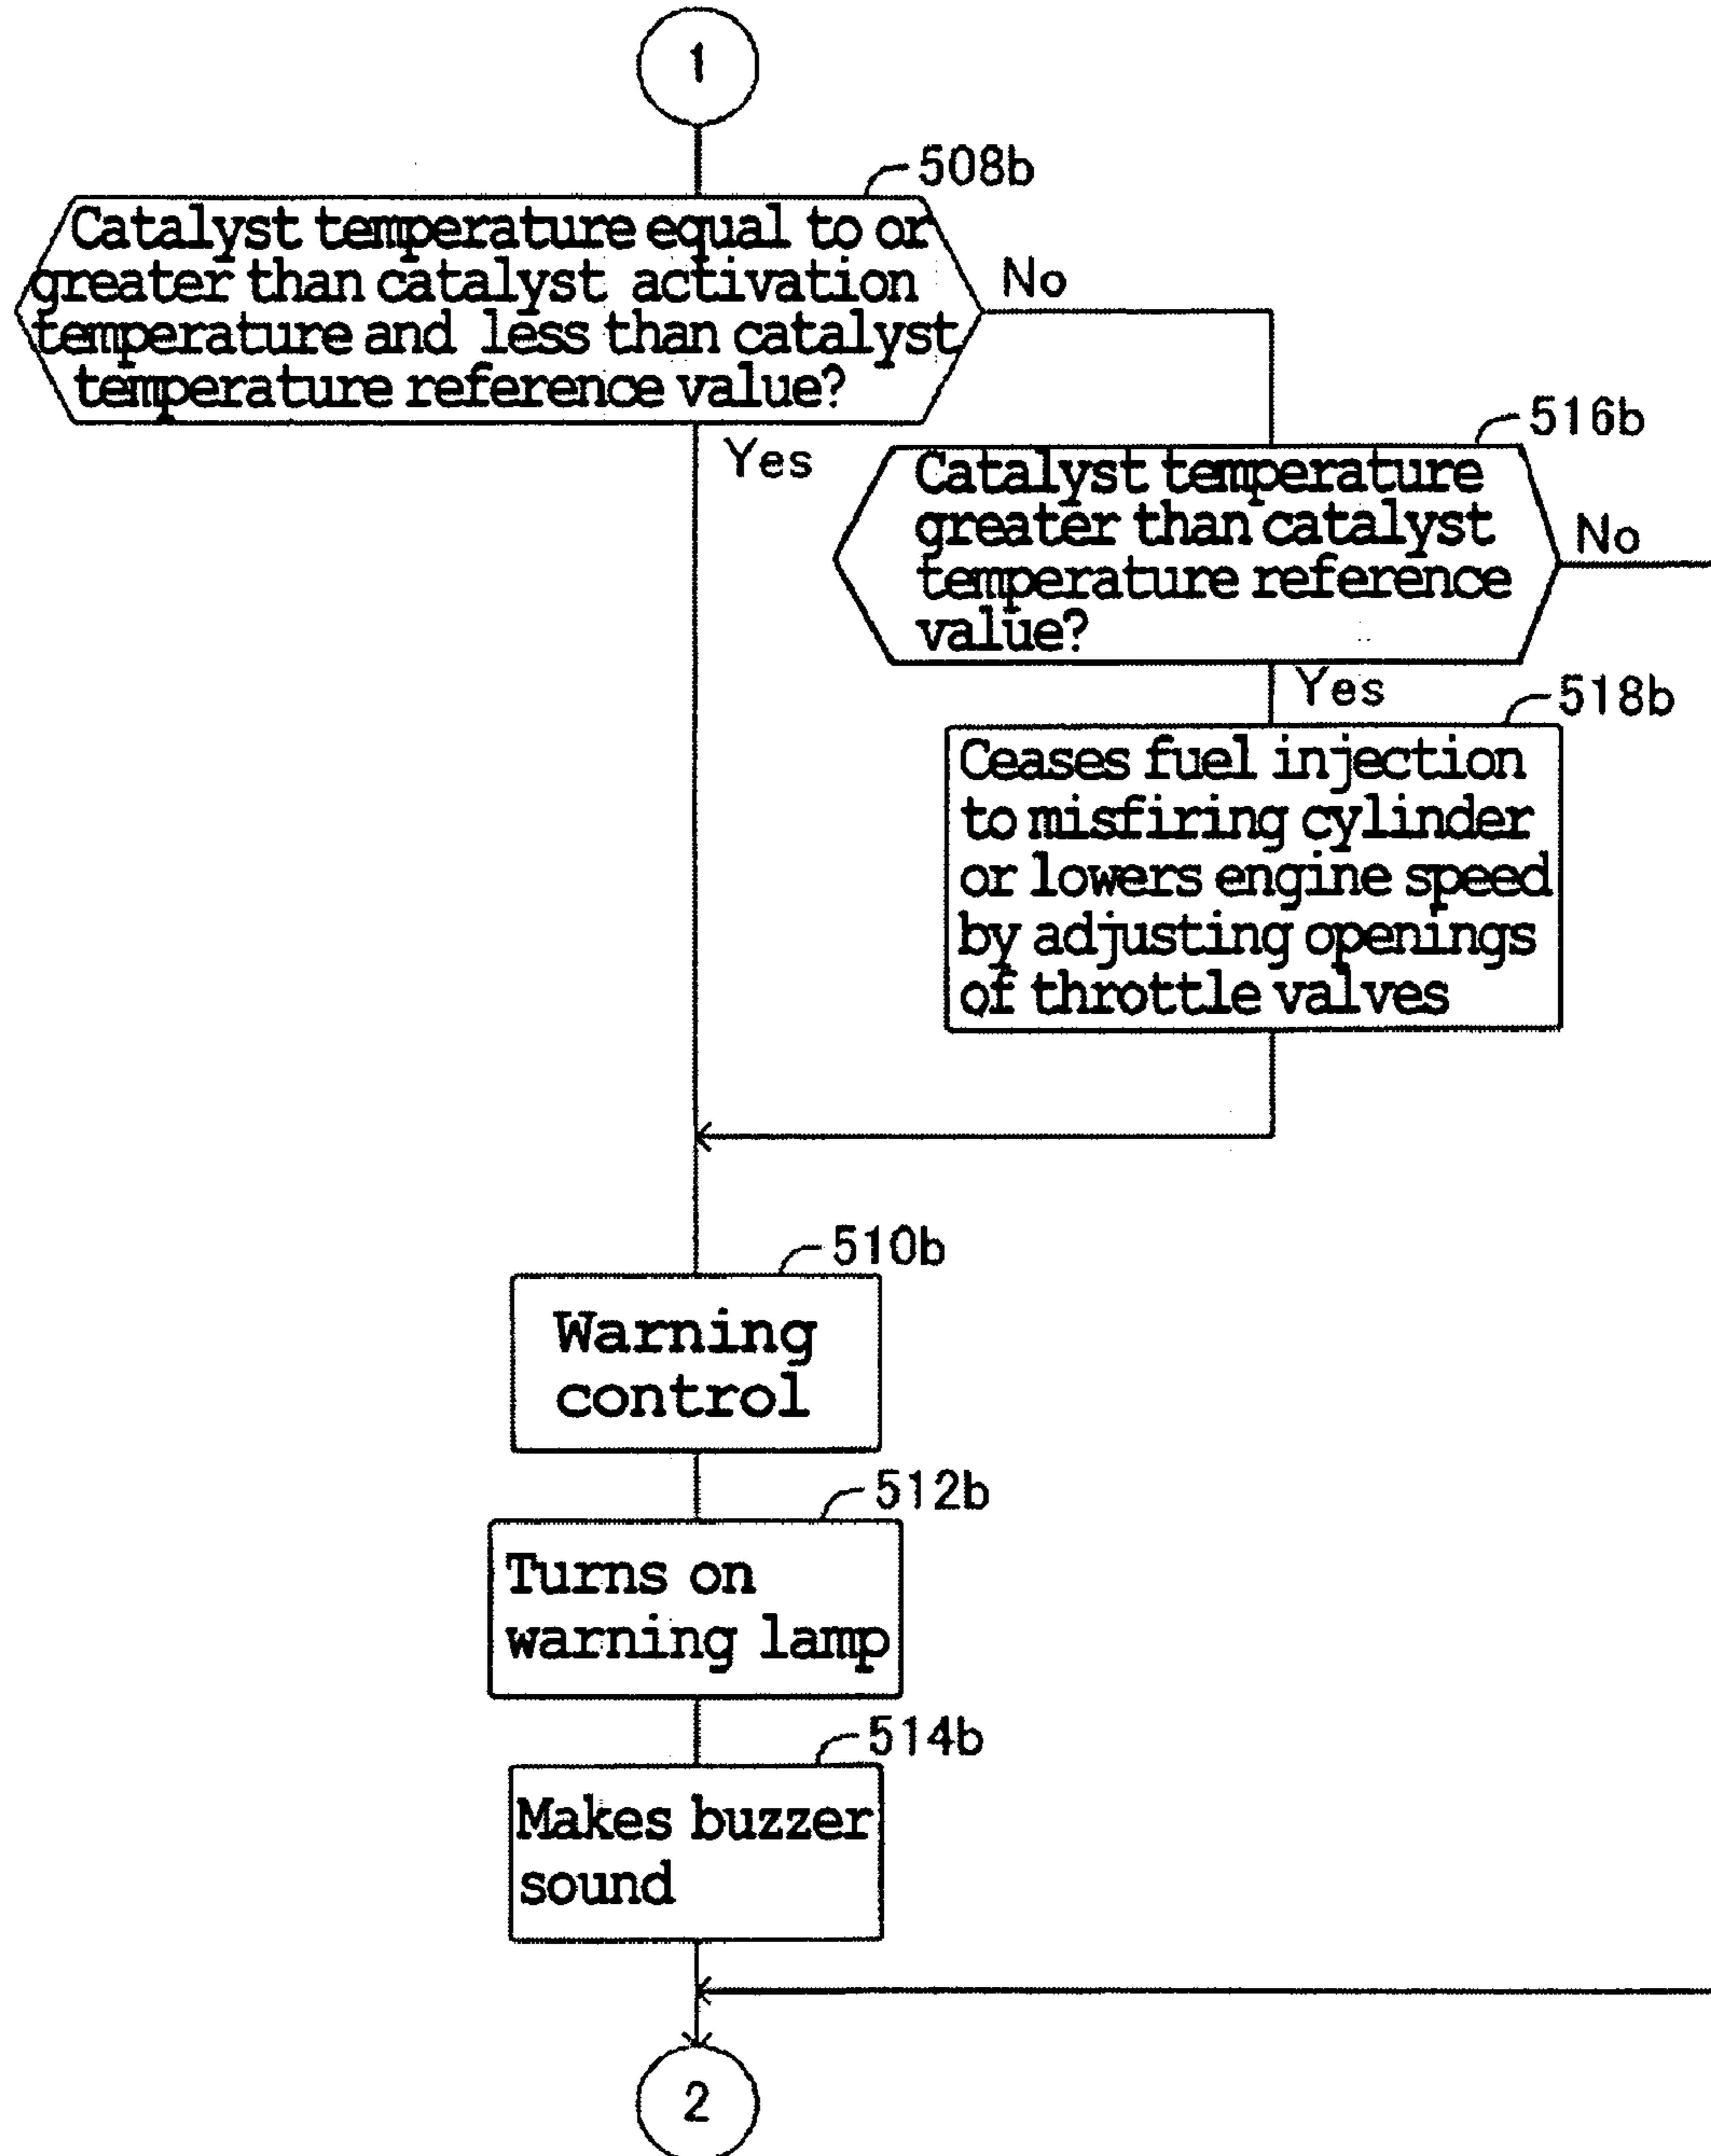 1
508b
Catalyst temperature equal to or
greater than catalyst activation
temperature and less than catalyst
temperature reference value?
No
Yes
516b
Catalyst temperature
greater than catalyst
temperature reference
value?
No
Yes
518b
Ceases fuel injection
to misfiring cylinder
or lowers engine speed
by adjusting openings
of throttle valves
510b
Warning
control
512b
Turns on
warning lamp
514b
Makes buzzer
sound
2